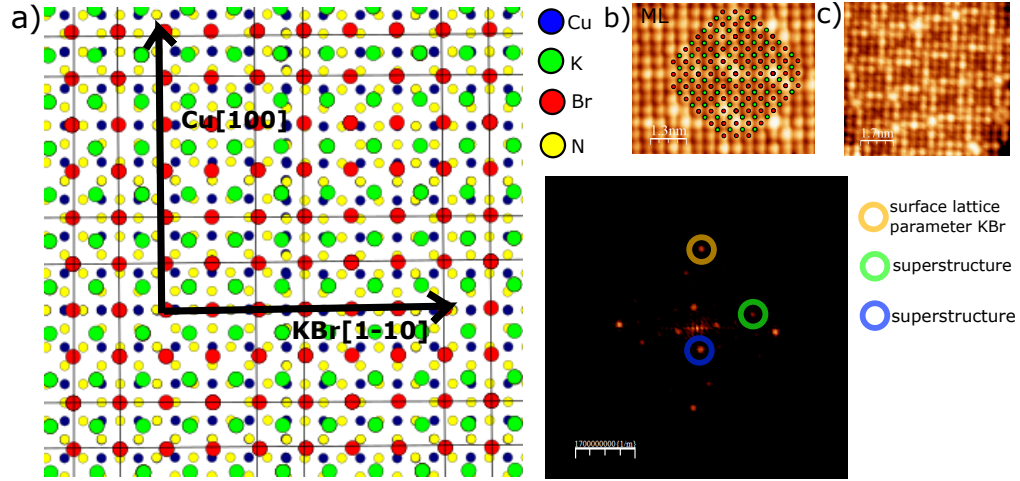 a)
Cu[100]
KBr[1-10]
Cu
K
Br
N
b)
ML
1.3nm
c)
1.7nm
1700000000 (1/m)
surface lattice
parameter KBr
superstructure
superstructure